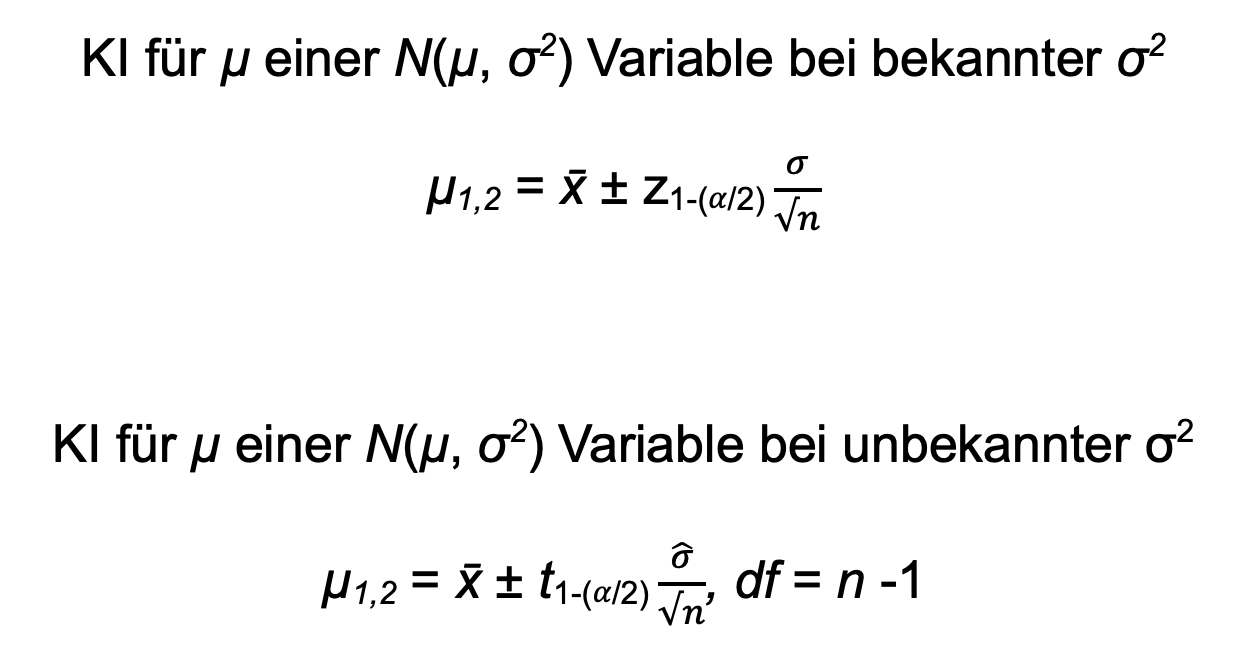 KI für μ einer N(μ, σ²) Variable bei bekannter σ²
μ₁,₂ = x̄ ± z₁₋(α/2) σ/√n
KI für μ einer N(μ, σ²) Variable bei unbekannter σ²
μ₁,₂ = x̄ ± t₁₋(α/2) σ̂/√n, df = n -1